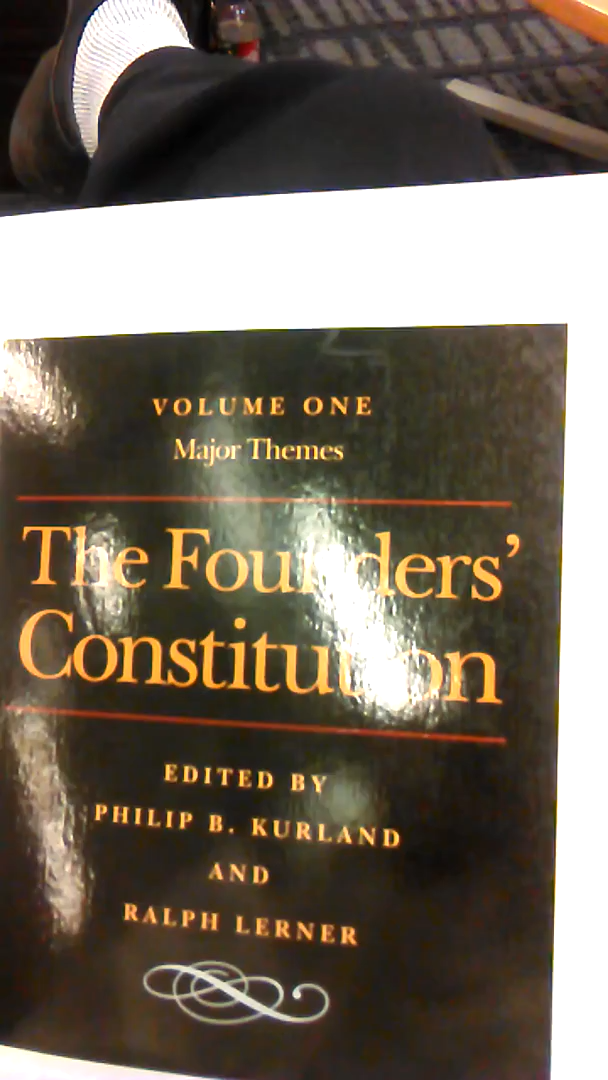 VOLUME ONE
Major Themes
The Founders'
Constitution
EDITED BY
PHILIP B. KURLAND
AND
RALPH LERNER